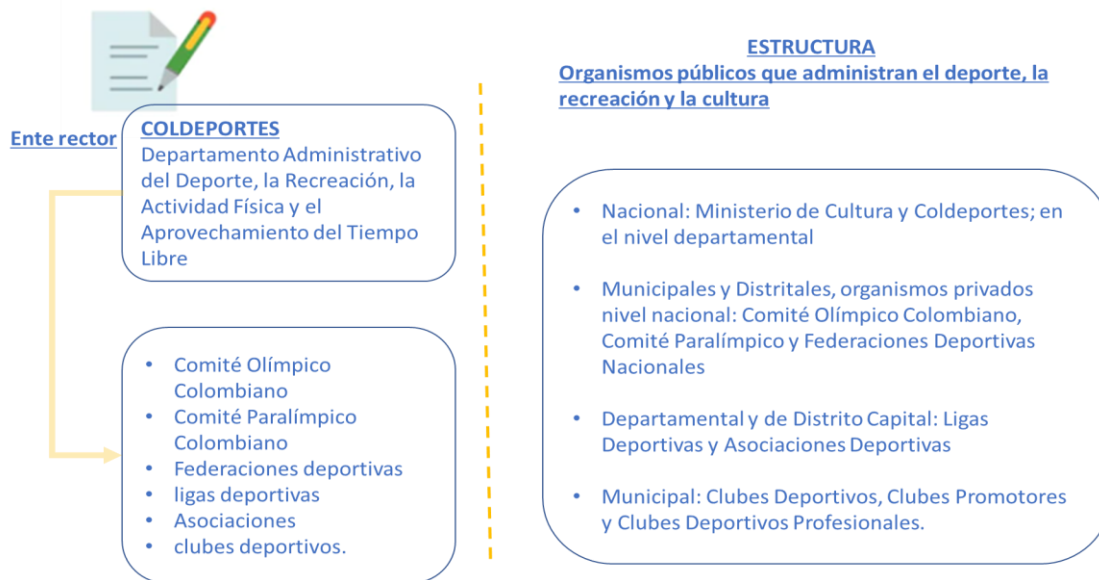 Ente rector
COLDEPORTES
Departamento Administrativo
del Deporte, la Recreación, la
Actividad Física y el
Aprovechamiento del Tiempo
Libre
• Comité Olímpico
Colombiano
• Comité Paralímpico
Colombiano
• Federaciones deportivas
• ligas deportivas
• Asociaciones
• clubes deportivos.
ESTRUCTURA
Organismos públicos que administran el deporte, la
recreación y la cultura
• Nacional: Ministerio de Cultura y Coldeportes; en
el nivel departamental
• Municipales y Distritales, organismos privados
nivel nacional: Comité Olímpico Colombiano,
Comité Paralímpico y Federaciones Deportivas
Nacionales
• Departamental y de Distrito Capital: Ligas
Deportivas y Asociaciones Deportivas
• Municipal: Clubes Deportivos, Clubes Promotores
y Clubes Deportivos Profesionales.